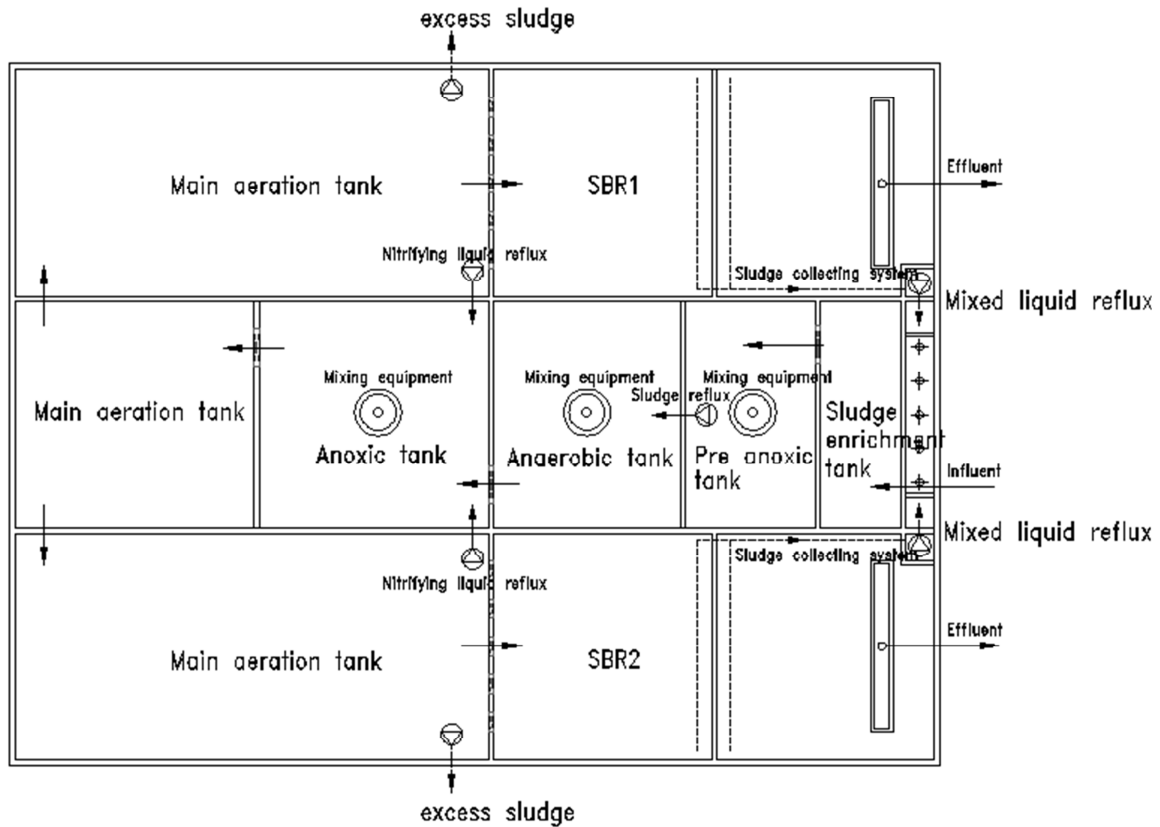 excess sludge
Effluent
Main aeration tank
SBR1
Nitrifying liquid reflux
Sludge collecting system
Mixed liquid reflux
Mixing equipment
Mixing equipment
Mixing equipment
Sludge reflux
Main aeration tank
Anoxic tank
Anaerobic tank
Pre anoxic
tank
Sludge
enrichment
tank
Influent
Mixed liquid reflux
Sludge collecting system
Nitrifying liquid reflux
Effluent
Main aeration tank
SBR2
excess sludge